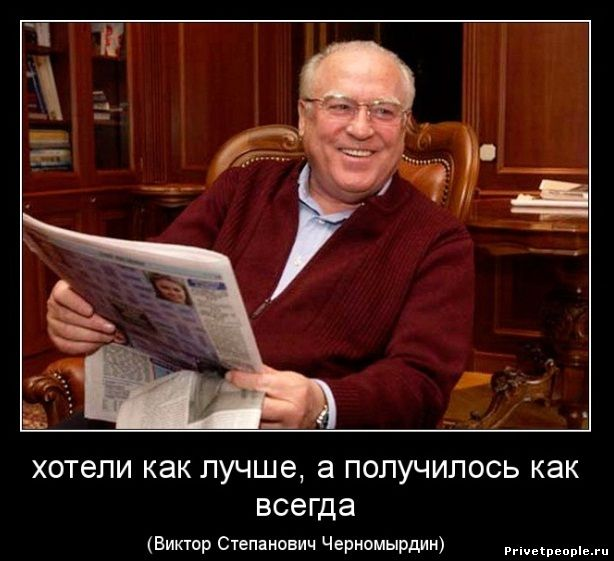 хотели как лучше, а получилось как
всегда
(Виктор Степанович Черномырдин)
Privetpeople.ru